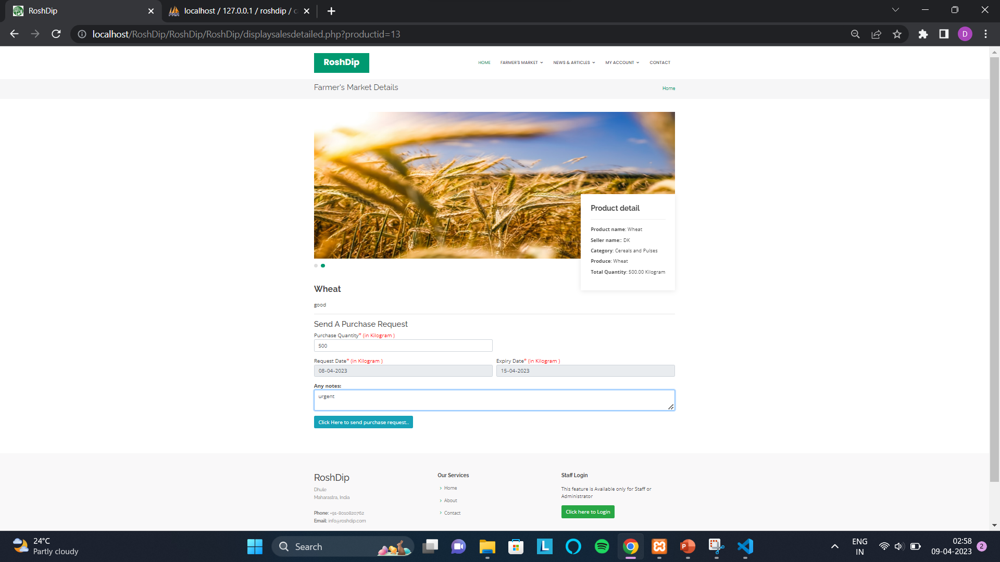 RoshDip
localhost / 127.0.0.1 / roshdip /
localhost/RoshDip/RoshDip/RoshDip/displaysalesdetailed.php?productid=13
D
RoshDip
HOME FARMER'S MARKET NEWS & ARTICLES MY ACCOUNT CONTACT
Farmer's Market Details
Home
Product detail
Product name: Wheat
Seller name:: DK
Category: Cereals and Pulses
Produce: Wheat
Total Quantity: 500.00 Kilogram
Wheat
good
Send A Purchase Request
Purchase Quantity* (in Kilogram )
500
Request Date* (in Kilogram ) Expiry Date* (in Kilogram )
08-04-2023 15-04-2023
Any notes:
urgent
Click Here to send purchase request..
RoshDip
Dhule
Maharastra, India
Phone: +91-8010820762
Email: info@roshdip.com
Our Services
Home
About
Contact
Staff Login
This feature is Available only for Staff or
Administrator
Click here to Login
24°C
Partly cloudy
Search
L
P
ENG
IN
02:58
09-04-2023
2